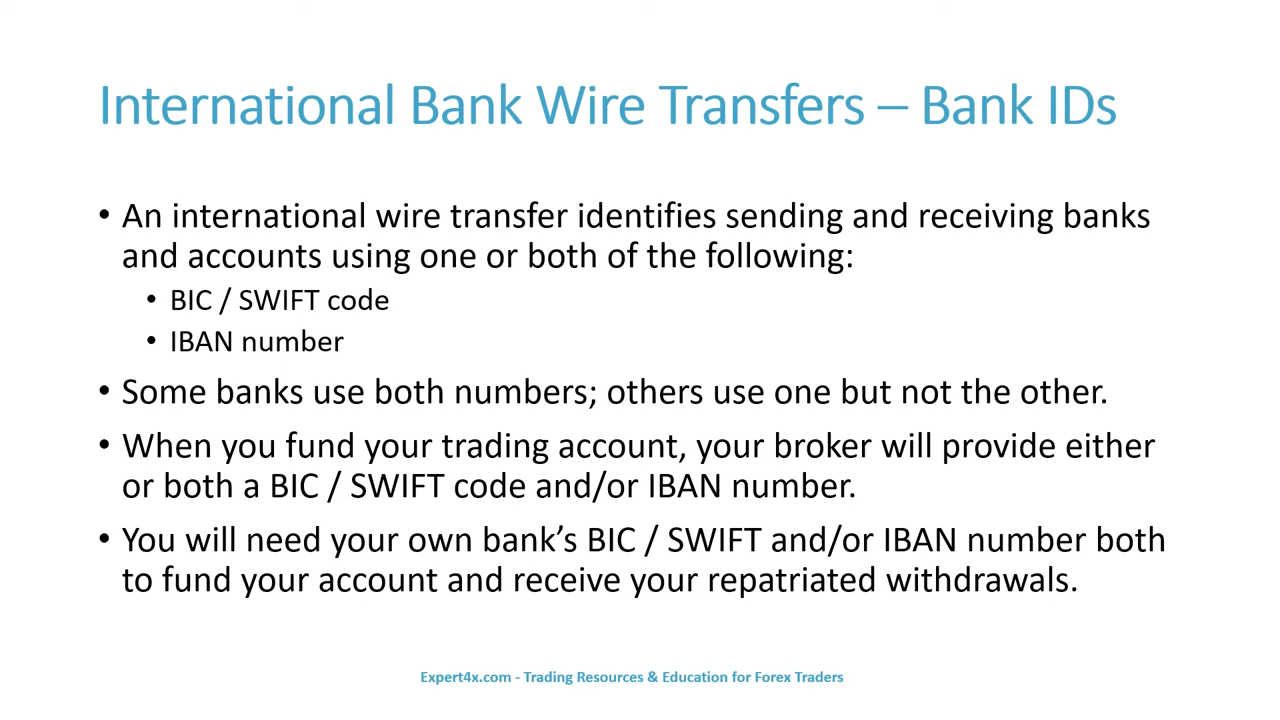 International Bank Wire Transfers – Bank IDs
• An international wire transfer identifies sending and receiving banks
and accounts using one or both of the following:
• BIC / SWIFT code
• IBAN number
• Some banks use both numbers; others use one but not the other.
• When you fund your trading account, your broker will provide either
or both a BIC / SWIFT code and/or IBAN number.
• You will need your own bank’s BIC / SWIFT and/or IBAN number both
to fund your account and receive your repatriated withdrawals.
Expert4x.com - Trading Resources & Education for Forex Traders